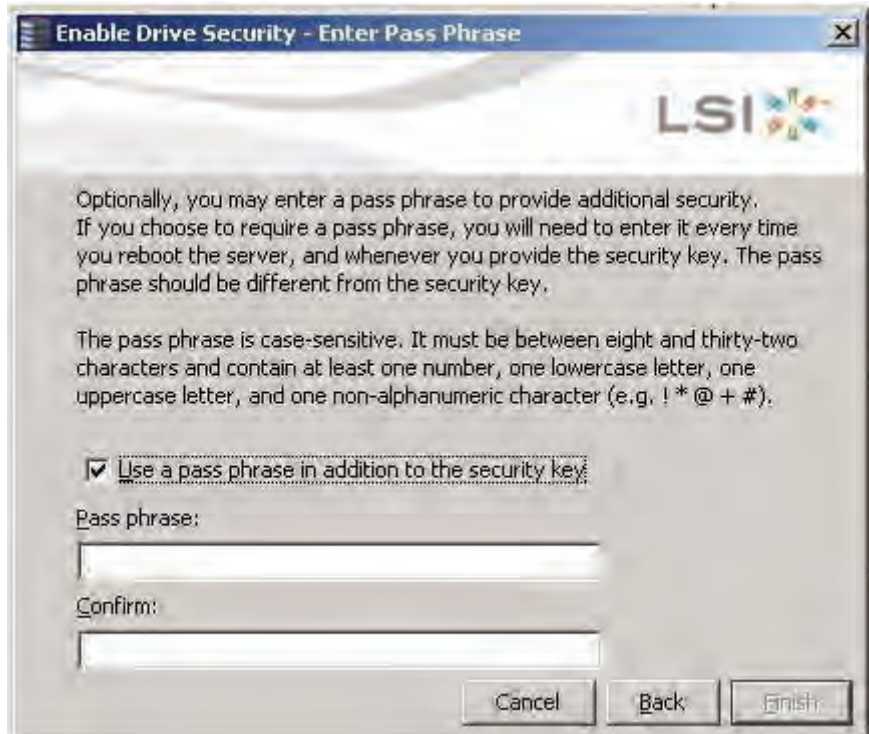 Enable Drive Security - Enter Pass Phrase
LSI
Optionally, you may enter a pass phrase to provide additional security.
If you choose to require a pass phrase, you will need to enter it every time
you reboot the server, and whenever you provide the security key. The pass
phrase should be different from the security key.
The pass phrase is case-sensitive. It must be between eight and thirty-two
characters and contain at least one number, one lowercase letter, one
uppercase letter, and one non-alphanumeric character (e.g. ! * @ + #).
Use a pass phrase in addition to the security key
Pass phrase:
Confirm:
Cancel Back Finish